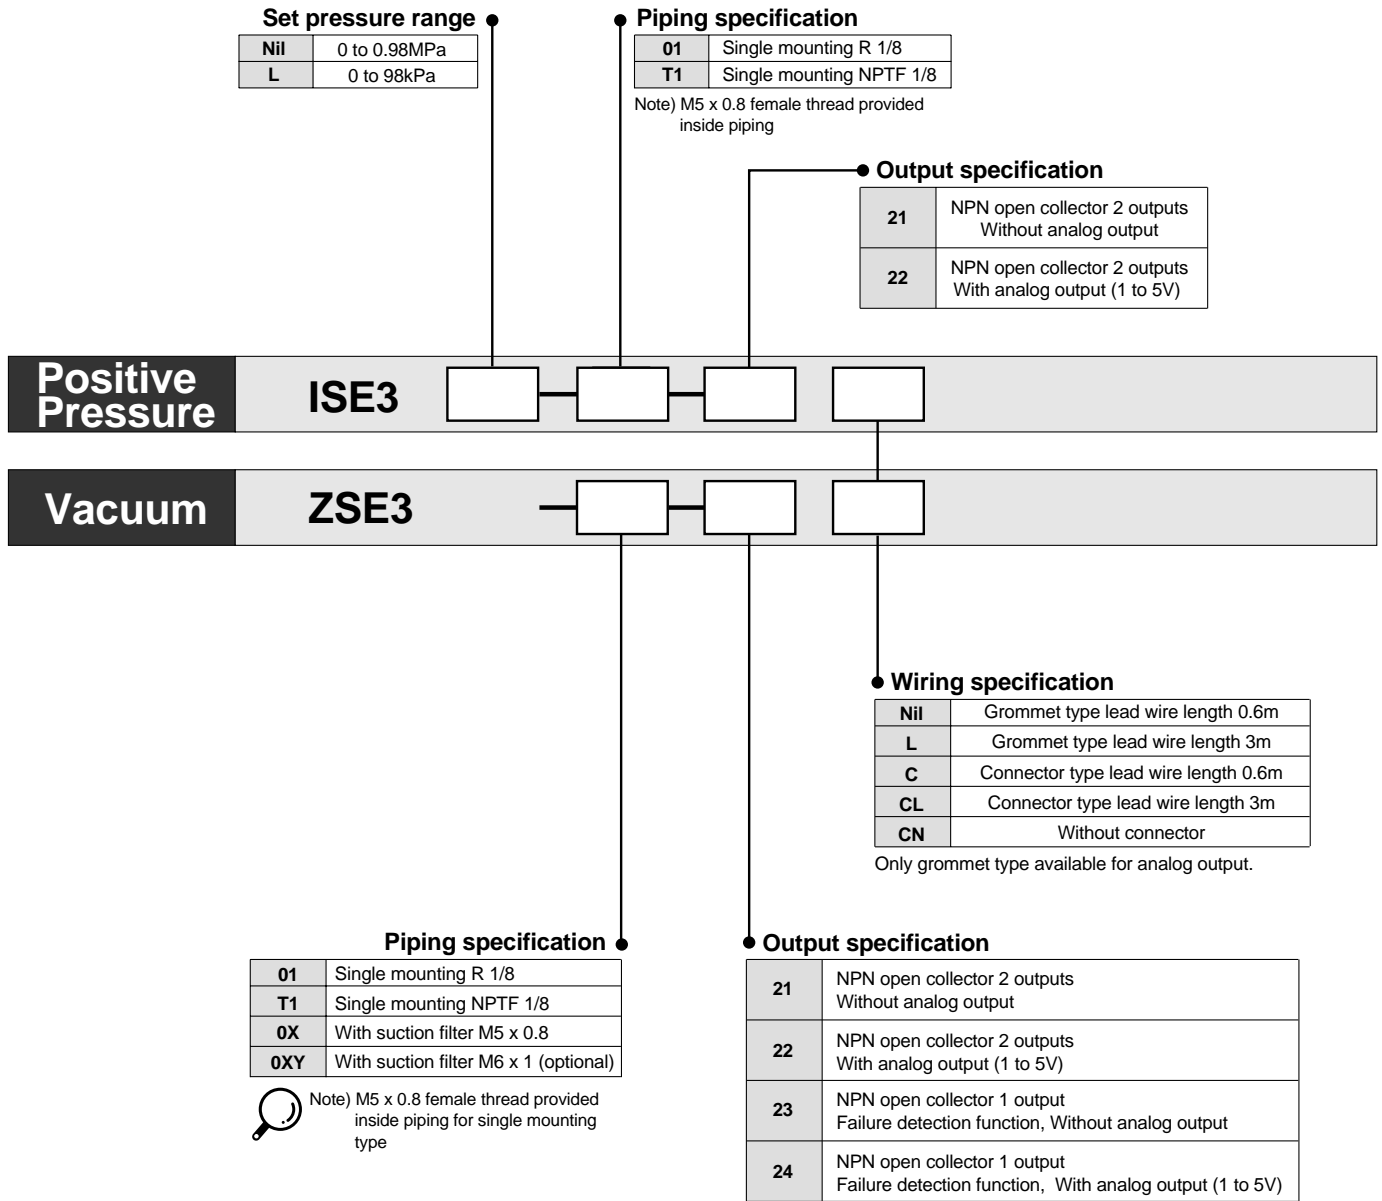 Set pressure range
Nil 0 to 0.98MPa
L 0 to 98kPa
Piping specification
01 Single mounting R 1/8
T1 Single mounting NPTF 1/8
Note) M5 x 0.8 female thread provided
inside piping
Output specification
21 NPN open collector 2 outputs
Without analog output
22 NPN open collector 2 outputs
With analog output (1 to 5V)
Positive
Pressure
ISE3
Vacuum
ZSE3
Wiring specification
Nil Grommet type lead wire length 0.6m
L Grommet type lead wire length 3m
C Connector type lead wire length 0.6m
CL Connector type lead wire length 3m
CN Without connector
Only grommet type available for analog output.
Piping specification
01 Single mounting R 1/8
T1 Single mounting NPTF 1/8
0X With suction filter M5 x 0.8
0XY With suction filter M6 x 1 (optional)
Note) M5 x 0.8 female thread provided
inside piping for single mounting
type
Output specification
21 NPN open collector 2 outputs
Without analog output
22 NPN open collector 2 outputs
With analog output (1 to 5V)
23 NPN open collector 1 output
Failure detection function, Without analog output
24 NPN open collector 1 output
Failure detection function, With analog output (1 to 5V)